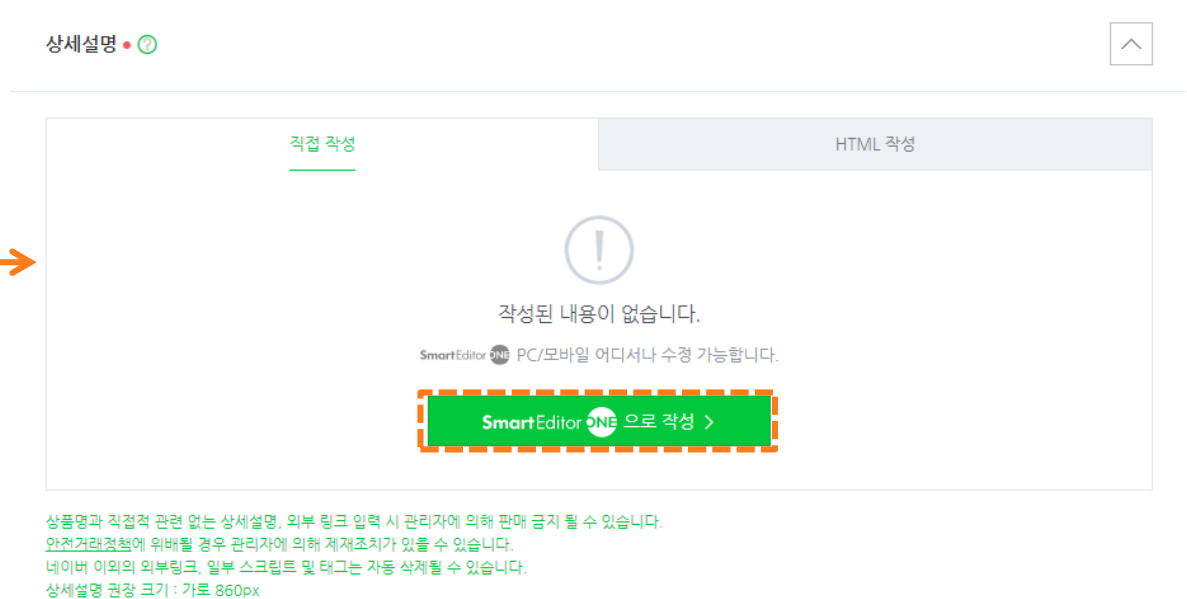 상세설명
직접 작성
HTML 작성
작성된 내용이 없습니다.
SmartEditor ONE PC/모바일 어디서나 수정 가능합니다.
SmartEditor ONE 으로 작성 >
상품명과 직접적 관련 없는 상세설명, 외부 링크 입력 시 관리자에 의해 판매 금지 될 수 있습니다.
안전거래정책에 위배될 경우 관리자에 의해 제재조치가 있을 수 있습니다.
네이버 이외의 외부링크, 일부 스크립트 및 태그는 자동 삭제될 수 있습니다.
상세설명 권장 크기 : 가로 860px